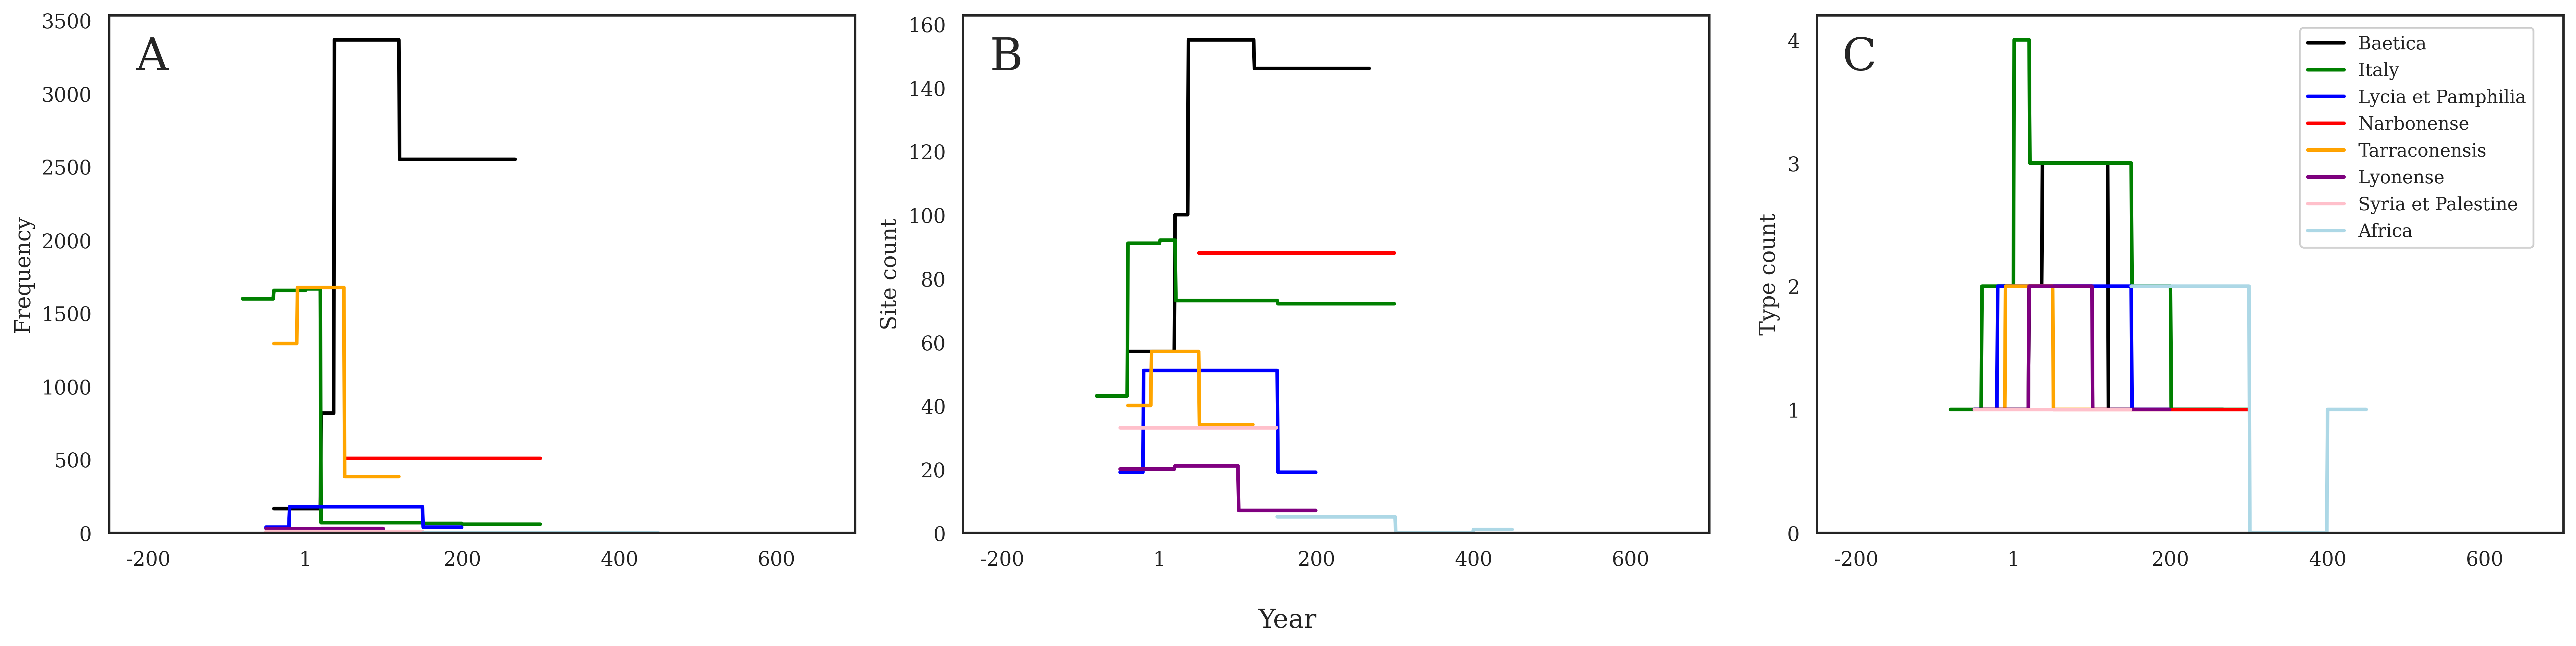 A
3500
3000
2500
2000
1500
1000
500
0
Frequency
-200 1 200 400 600
B
160
140
120
100
80
60
40
20
0
Site count
-200 1 200 400 600
C
4
3
2
1
0
Type count
-200 1 200 400 600
Baetica
Italy
Lycia et Pamphilia
Narbonense
Tarraconensis
Lyonense
Syria et Palestine
Africa
Year